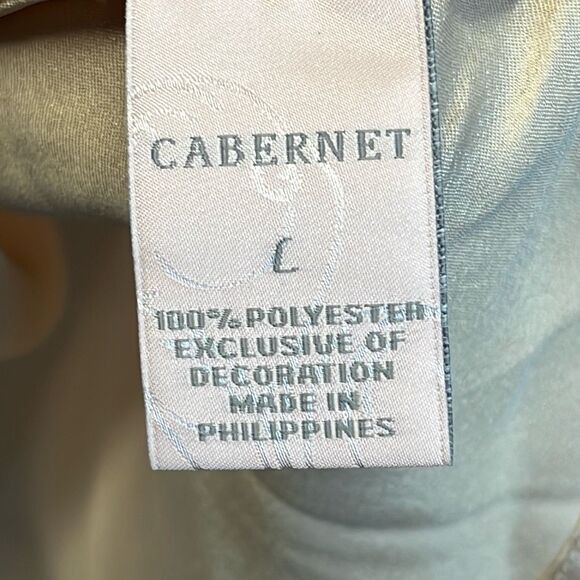 CABERNET
L
100% POLYESTER
EXCLUSIVE OF
DECORATION
MADE IN
PHILIPPINES